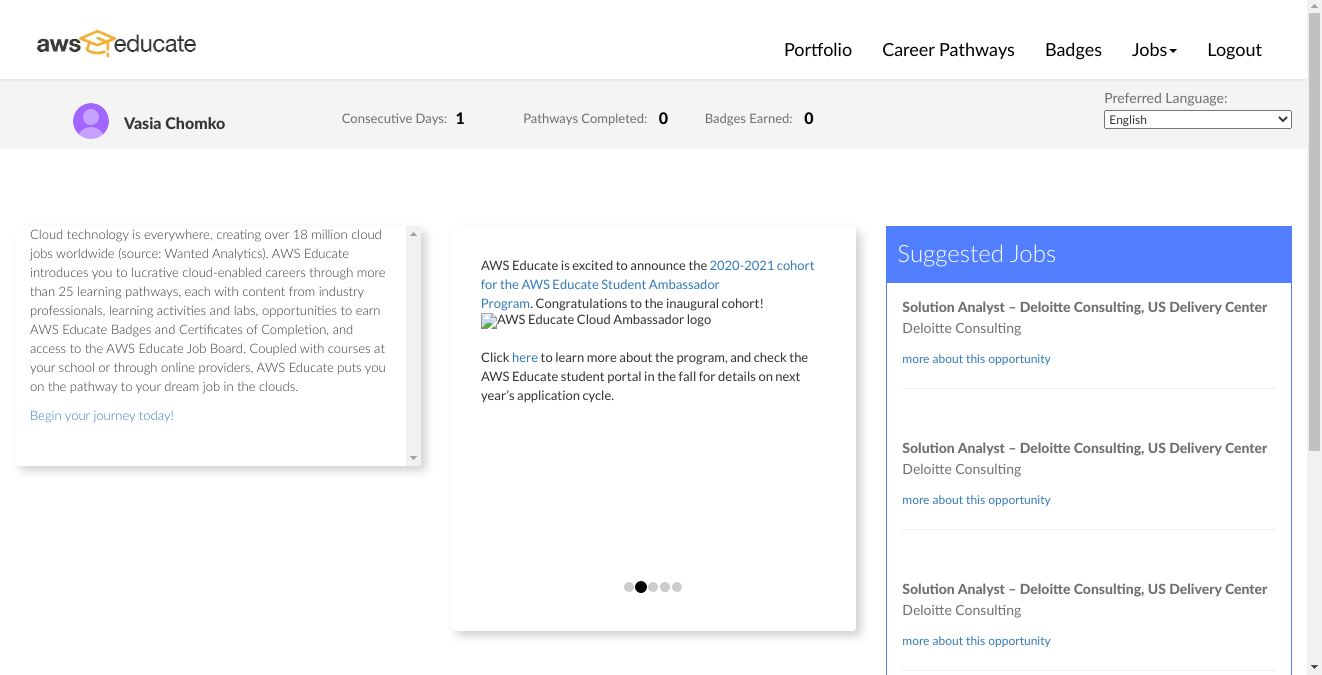 aws educate
Portfolio
Career Pathways
Badges
Jobs
Logout
Vasia Chomko
Consecutive Days: 1
Pathways Completed: 0
Badges Earned: 0
Preferred Language:
English
Cloud technology is everywhere, creating over 18 million cloud
jobs worldwide (source: Wanted Analytics). AWS Educate
introduces you to lucrative cloud-enabled careers through more
than 25 learning pathways, each with content from industry
professionals, learning activities and labs, opportunities to earn
AWS Educate Badges and Certificates of Completion, and
access to the AWS Educate Job Board. Coupled with courses at
your school or through online providers, AWS Educate puts you
on the pathway to your dream job in the clouds.
Begin your journey today!
AWS Educate is excited to announce the 2020-2021 cohort
for the AWS Educate Student Ambassador
Program. Congratulations to the inaugural cohort!
AWS Educate Cloud Ambassador logo
Click here to learn more about the program, and check the
AWS Educate student portal in the fall for details on next
year's application cycle.
Suggested Jobs
Solution Analyst – Deloitte Consulting, US Delivery Center
Deloitte Consulting
more about this opportunity
Solution Analyst – Deloitte Consulting, US Delivery Center
Deloitte Consulting
more about this opportunity
Solution Analyst – Deloitte Consulting, US Delivery Center
Deloitte Consulting
more about this opportunity